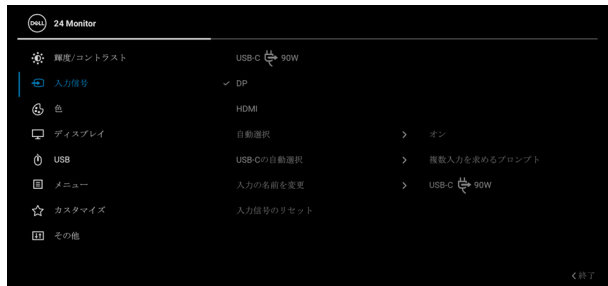 DELL 24 Monitor
輝度/コントラスト USB-C 90W
入力信号 DP
色 HDMI
ディスプレイ 自動選択 オン
USB USB-Cの自動選択 複数入力を求めるプロンプト
メニュー 入力の名前を変更 USB-C 90W
カスタマイズ 入力信号のリセット
その他
終了